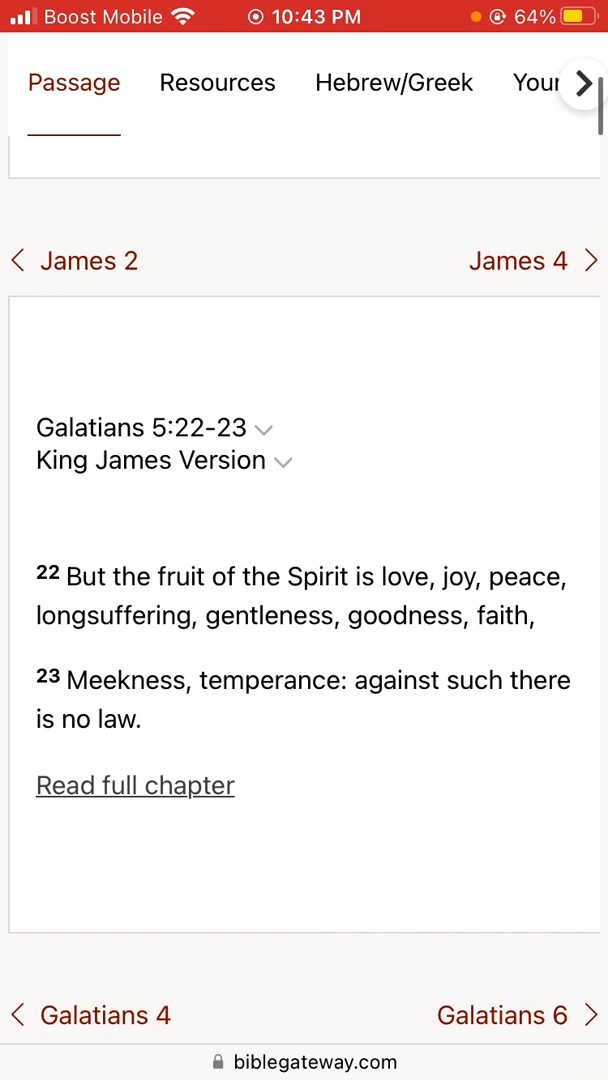 Boost Mobile 10:43 PM 64%
Passage Resources Hebrew/Greek
James 2 James 4
Galatians 5:22-23
King James Version
22 But the fruit of the Spirit is love, joy, peace,
longsuffering, gentleness, goodness, faith,
23 Meekness, temperance: against such there
is no law.
Read full chapter
Galatians 4 Galatians 6
biblegateway.com